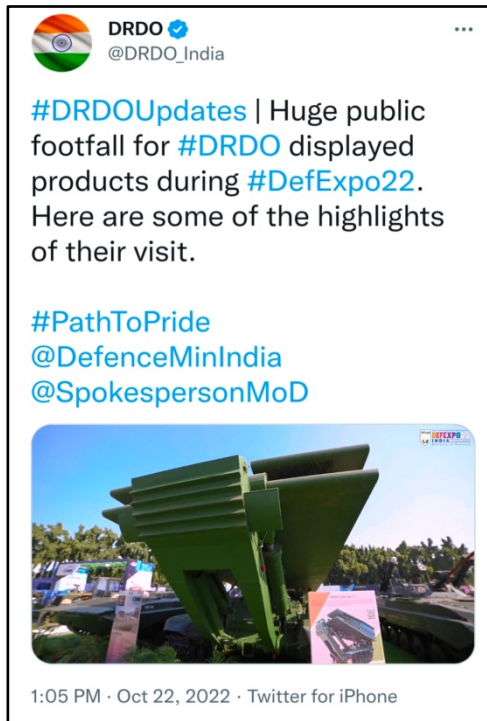 DRDO
@DRDO_India
#DRDOUpdates | Huge public
footfall for #DRDO displayed
products during #DefExpo22.
Here are some of the highlights
of their visit.
#PathToPride
@DefenceMinIndia
@SpokespersonMoD
DEFEXPO
INDIA
1:05 PM · Oct 22, 2022 · Twitter for iPhone